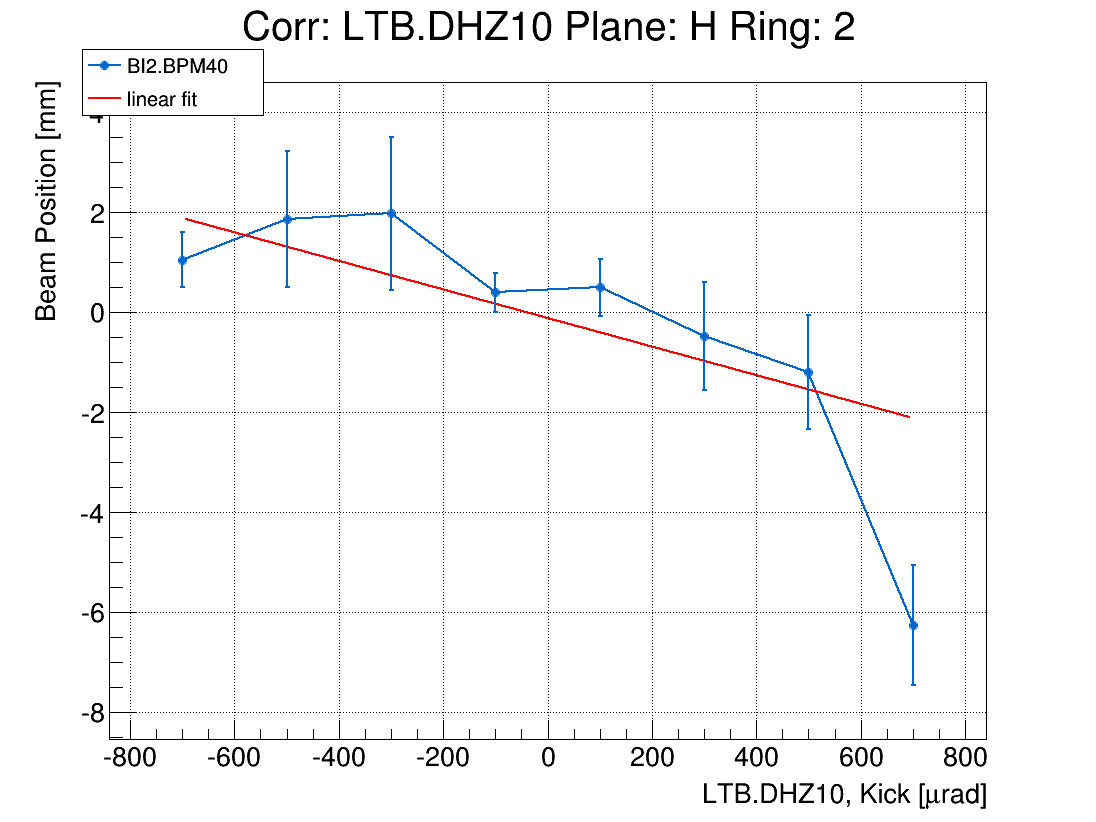 Corr: LTB.DHZ10 Plane: H Ring: 2
BI2.BPM40
linear fit
Beam Position [mm]
4
2
0
-2
-4
-6
-8
-800 -600 -400 -200 0 200 400 600 800
LTB.DHZ10, Kick [μrad]